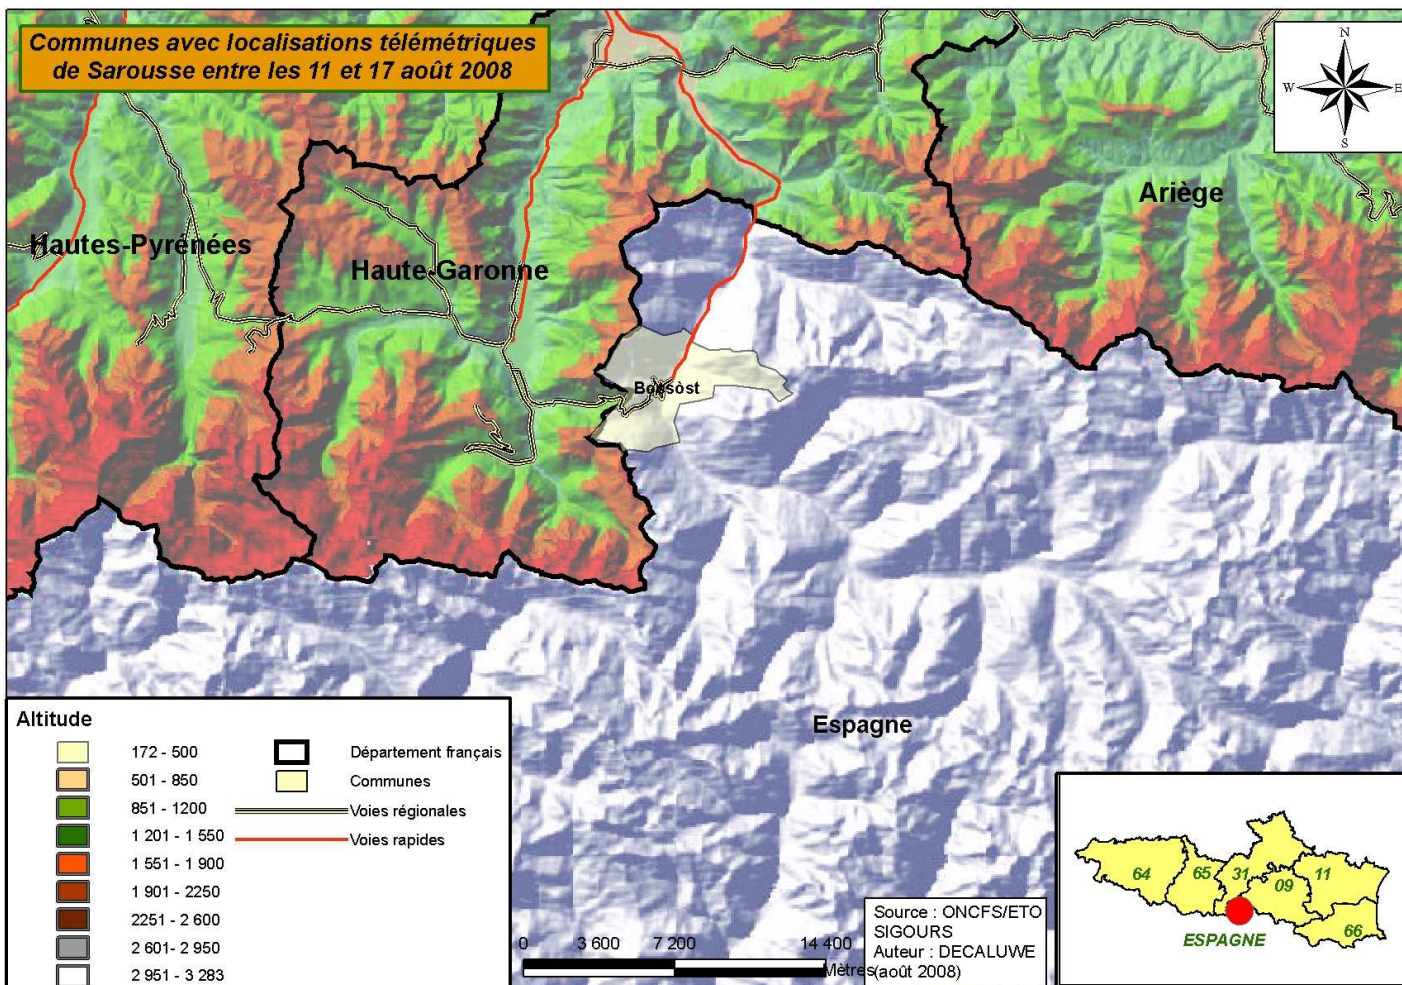 Communes avec localisations télémétriques
de Sarousse entre les 11 et 17 août 2008
N
W
E
S
Ariège
Hautes-Pyrénées
Haute Garonne
Bossòst
Espagne
Altitude
172 - 500
501 - 850
851 - 1200
1 201 - 1 550
1 551 - 1 900
1 901 - 2250
2251 - 2 600
2 601- 2 950
2 951 - 3 283
Département français
Communes
Voies régionales
Voies rapides
0 3 600 7 200 14 400
Mètres
Source : ONCFS/ETO
SIGOURS
Auteur : DECALUWE
(août 2008)
64
65
31
09
11
66
ESPAGNE